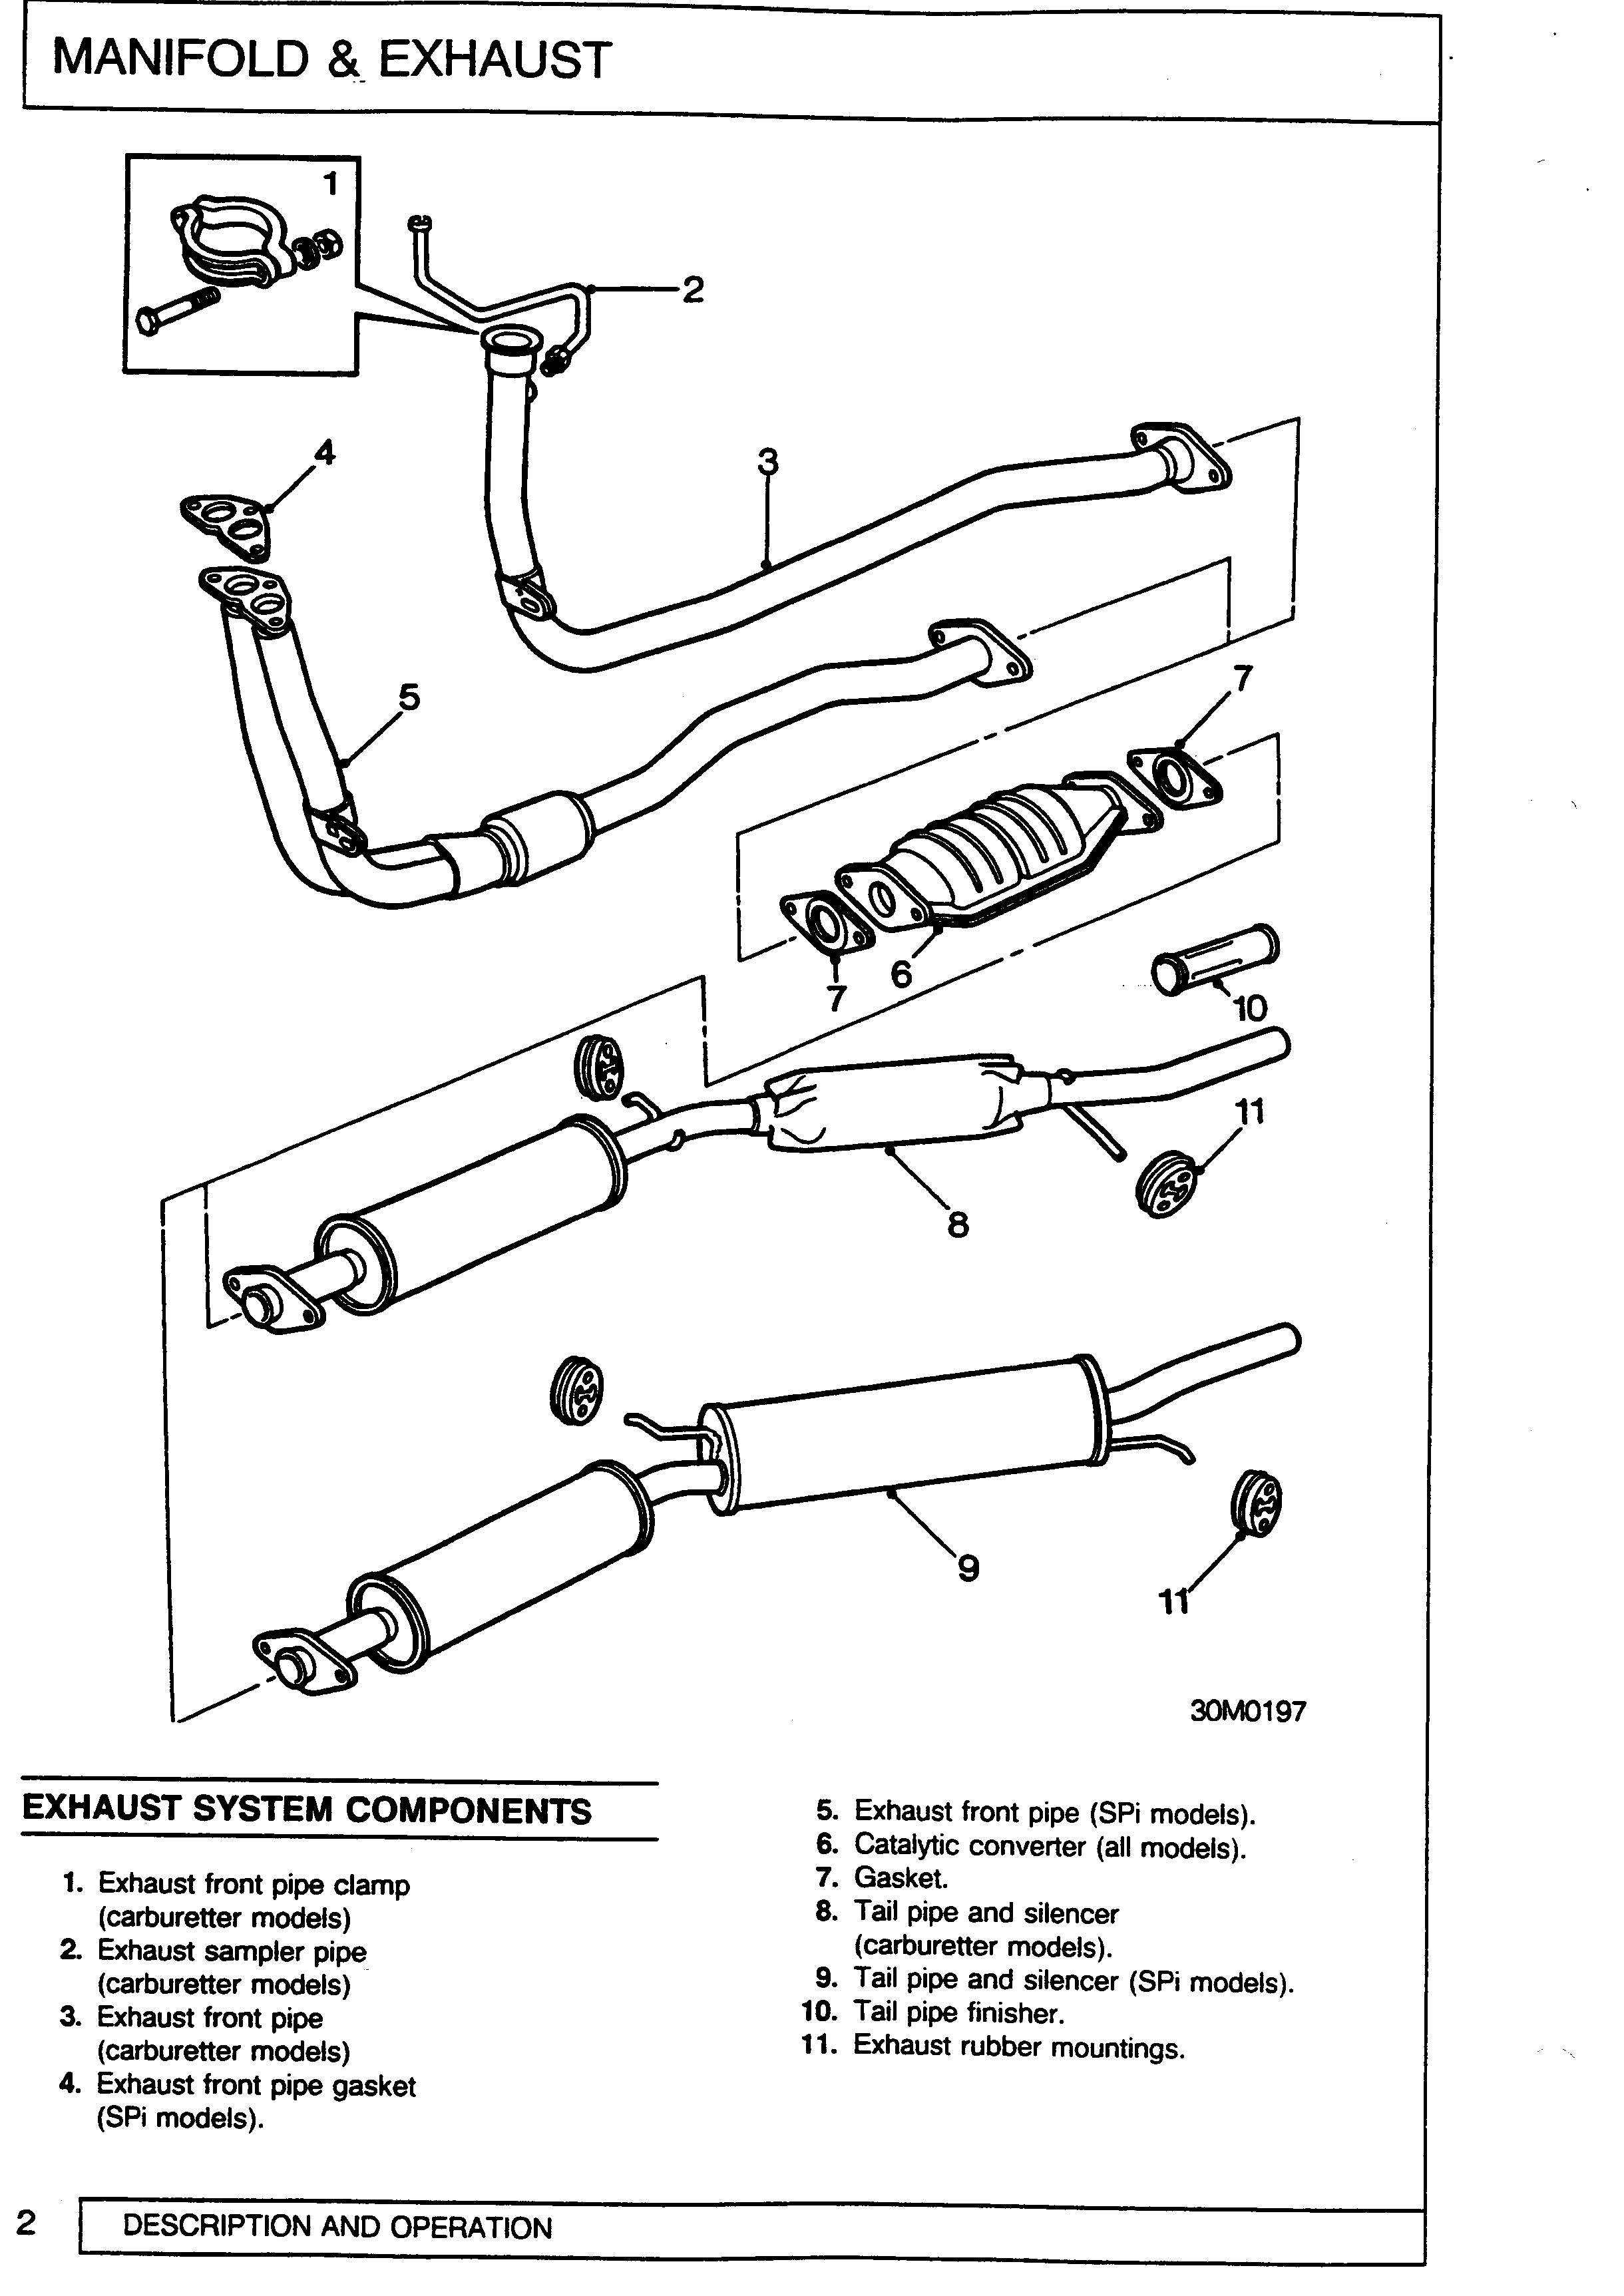 MANIFOLD & EXHAUST
1
2
4
3
5
7
6
7
10
11
8
9
11
30M0197
EXHAUST SYSTEM COMPONENTS
1. Exhaust front pipe clamp
(carburetter models)
2. Exhaust sampler pipe
(carburetter models)
3. Exhaust front pipe
(carburetter models)
4. Exhaust front pipe gasket
(SPi models).
5. Exhaust front pipe (SPi models).
6. Catalytic converter (all models).
7. Gasket.
8. Tail pipe and silencer
(carburetter models).
9. Tail pipe and silencer (SPi models).
10. Tail pipe finisher.
11. Exhaust rubber mountings.
2
DESCRIPTION AND OPERATION